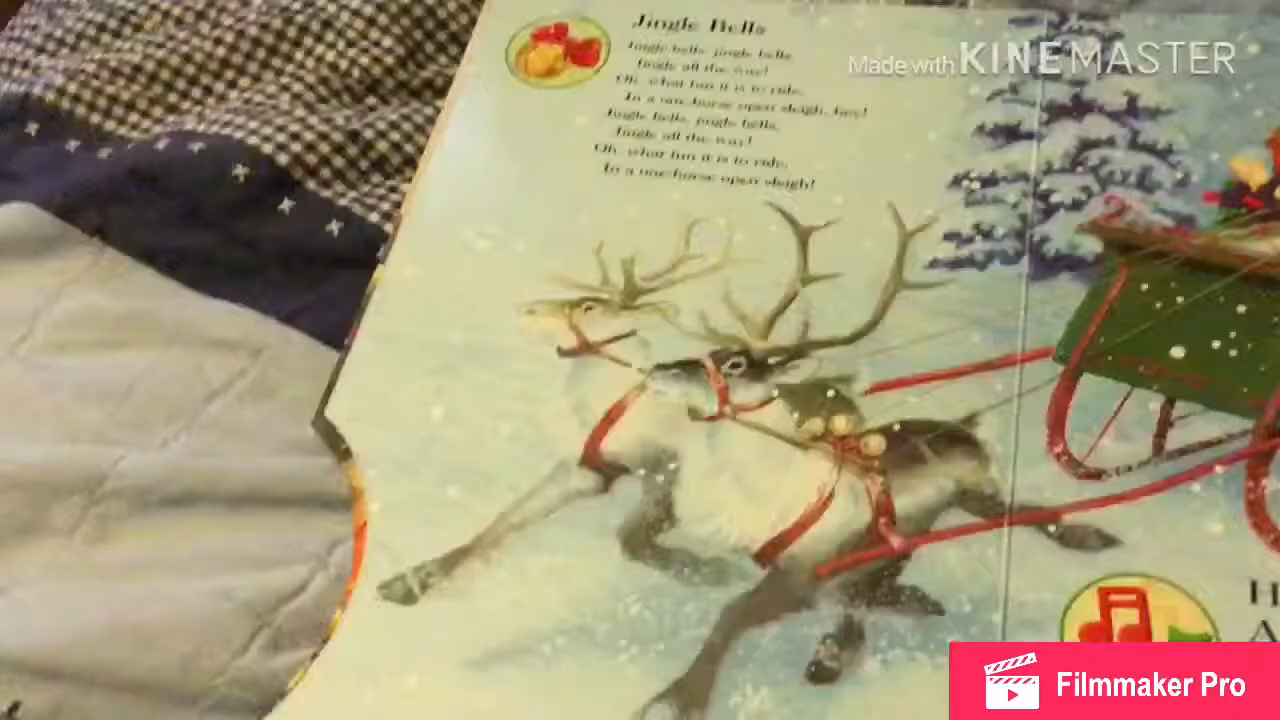 Jingle Bells
Jingle bells, jingle bells,
Jingle all the way!
Oh, what fun it is to ride,
In a one-horse open sleigh, hey!
Jingle bells, jingle bells,
Jingle all the way!
Oh, what fun it is to ride,
In a one-horse open sleigh!
Made with KINEMASTER
H
A
Filmmaker Pro